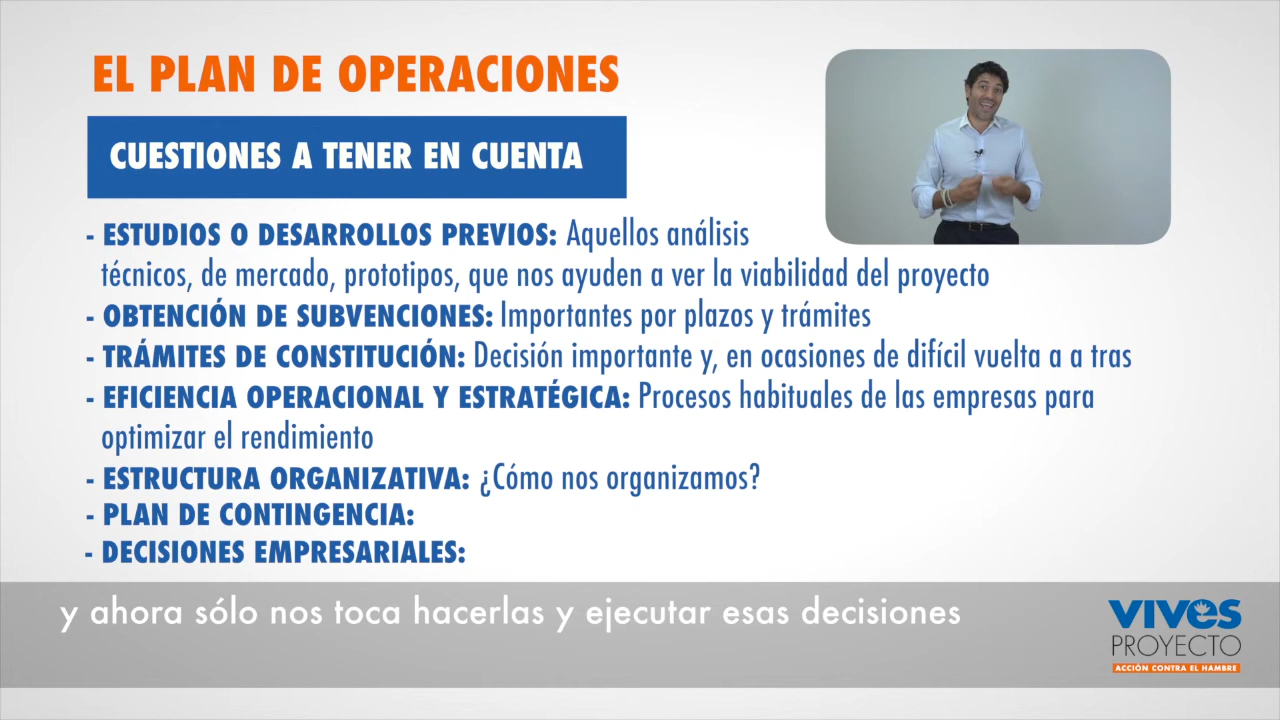 EL PLAN DE OPERACIONES
CUESTIONES A TENER EN CUENTA
- ESTUDIOS O DESARROLLOS PREVIOS: Aquellos análisis
técnicos, de mercado, prototipos, que nos ayuden a ver la viabilidad del proyecto
- OBTENCIÓN DE SUBVENCIONES: Importantes por plazos y trámites
- TRÁMITES DE CONSTITUCIÓN: Decisión importante y, en ocasiones de difícil vuelta a a tras
- EFICIENCIA OPERACIONAL Y ESTRATÉGICA: Procesos habituales de las empresas para
optimizar el rendimiento
- ESTRUCTURA ORGANIZATIVA: ¿Cómo nos organizamos?
- PLAN DE CONTINGENCIA:
- DECISIONES EMPRESARIALES:
y ahora sólo nos toca hacerlas y ejecutar esas decisiones
VIVES
PROYECTO
ACCIÓN CONTRA EL HAMBRE